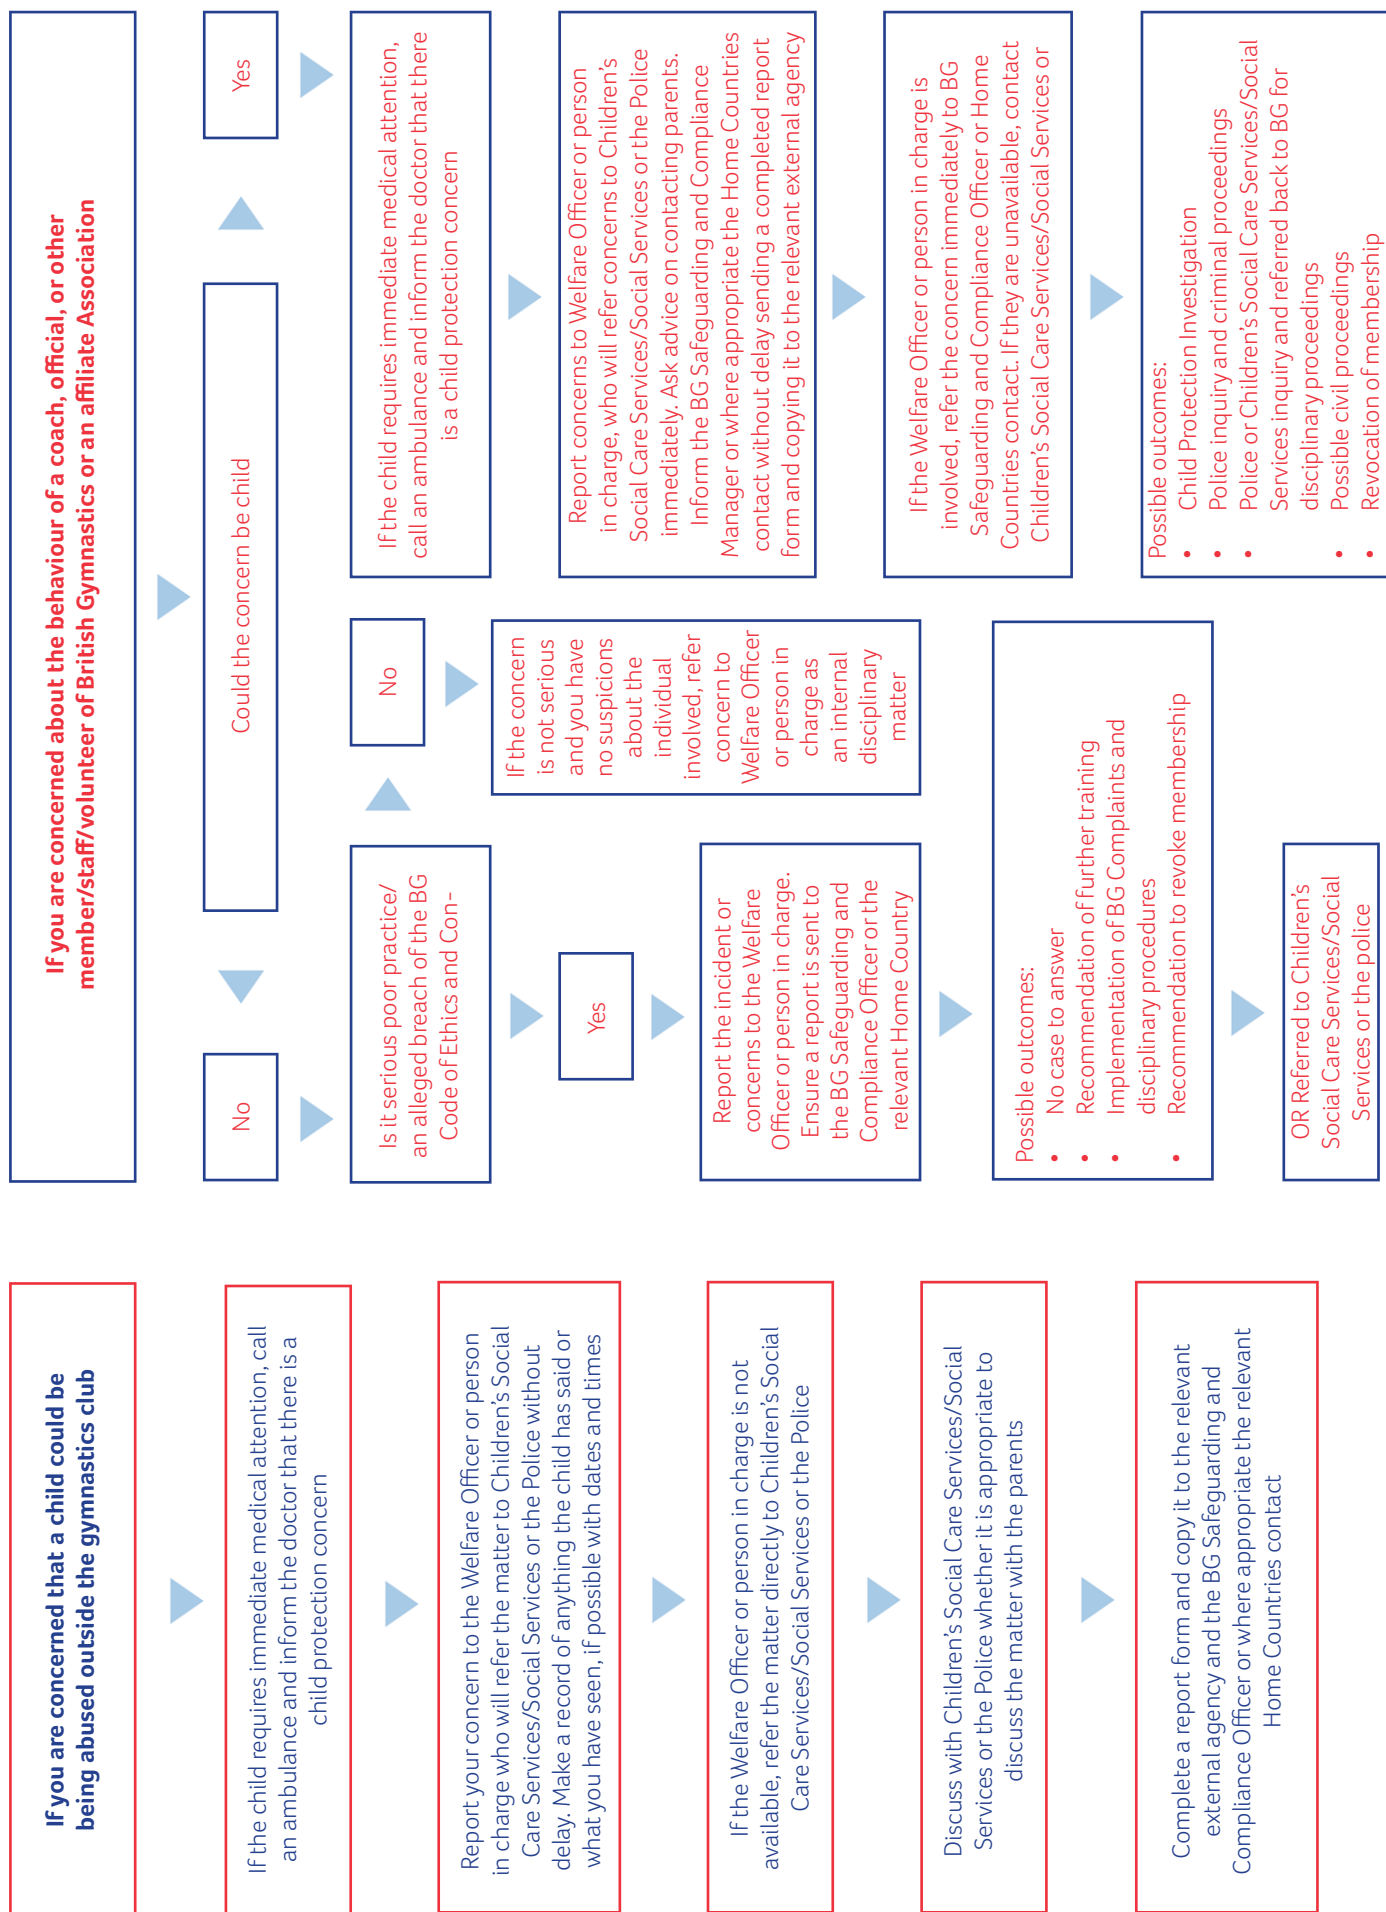 If you are concerned that a child could be
being abused outside the gymnastics club
If the child requires immediate medical attention, call
an ambulance and inform the doctor that there is a
child protection concern
Report your concern to the Welfare Officer or person
in charge who will refer the matter to Children's Social
Care Services/Social Services or the Police without
delay. Make a record of anything the child has said or
what you have seen, if possible with dates and times
If the Welfare Officer or person in charge is not
available, refer the matter directly to Children's Social
Care Services/Social Services or the Police
Discuss with Children's Social Care Services/Social
Services or the Police whether it is appropriate to
discuss the matter with the parents
Complete a report form and copy it to the relevant
external agency and the BG Safeguarding and
Compliance Officer or where appropriate the relevant
Home Countries contact
If you are concerned about the behaviour of a coach, official, or other
member/staff/volunteer of British Gymnastics or an affiliate Association
Could the concern be child
No
Yes
Is it serious poor practice/
an alleged breach of the BG
Code of Ethics and Con-
No
If the concern
is not serious
and you have
no suspicions
about the
individual
involved, refer
concern to
Welfare Officer
or person in
charge as
an internal
disciplinary
matter
Yes
Report the incident or
concerns to the Welfare
Officer or person in charge.
Ensure a report is sent to
the BG Safeguarding and
Compliance Officer or the
relevant Home Country
Possible outcomes:
• No case to answer
• Recommendation of further training
• Implementation of BG Complaints and
disciplinary procedures
• Recommendation to revoke membership
OR Referred to Children's
Social Care Services/Social
Services or the police
If the child requires immediate medical attention,
call an ambulance and inform the doctor that there
is a child protection concern
Report concerns to Welfare Officer or person
in charge, who will refer concerns to Children's
Social Care Services/Social Services or the Police
immediately. Ask advice on contacting parents.
Inform the BG Safeguarding and Compliance
Manager or where appropriate the Home Countries
contact without delay sending a completed report
form and copying it to the relevant external agency
If the Welfare Officer or person in charge is
involved, refer the concern immediately to BG
Safeguarding and Compliance Officer or Home
Countries contact. If they are unavailable, contact
Children's Social Care Services/Social Services or
Possible outcomes:
• Child Protection Investigation
• Police inquiry and criminal proceedings
• Police or Children's Social Care Services/Social
Services inquiry and referred back to BG for
disciplinary proceedings
• Possible civil proceedings
• Revocation of membership